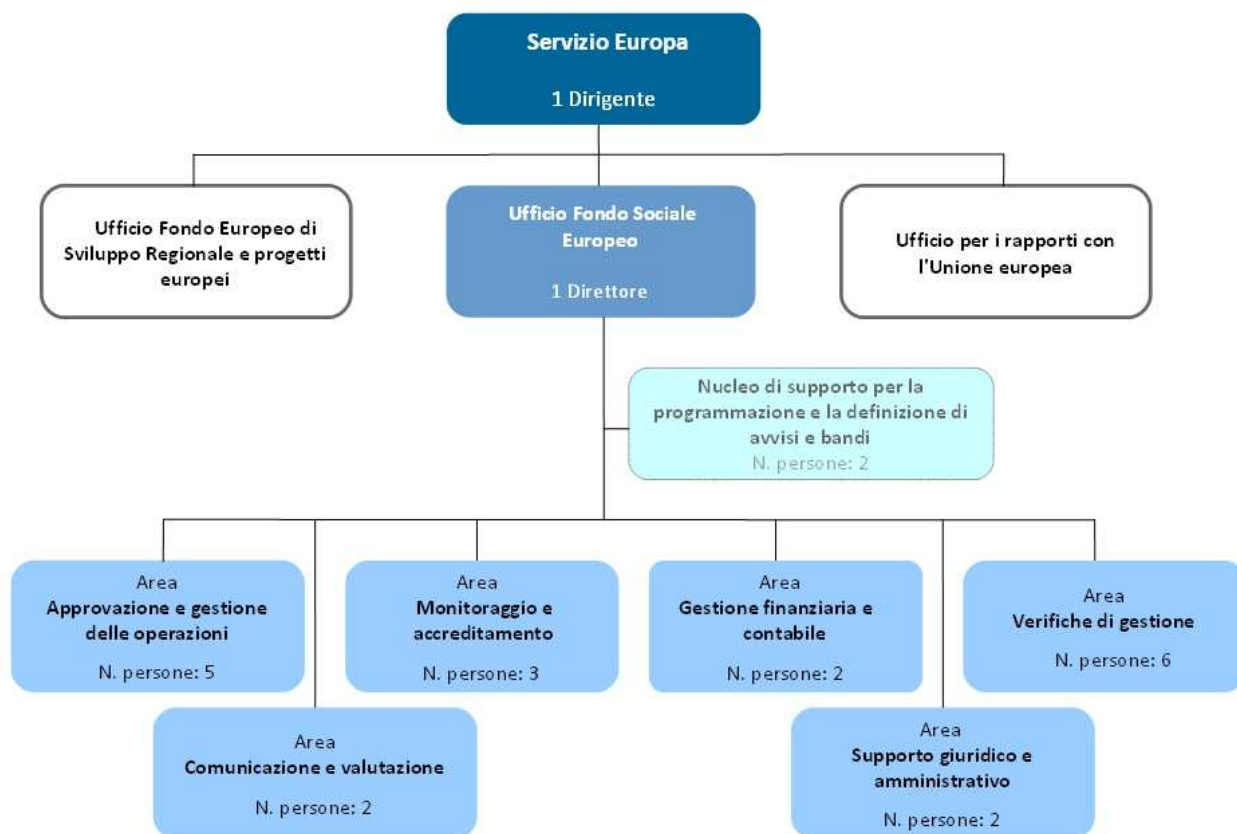 Servizio Europa
1 Dirigente
Ufficio Fondo Europeo di
Sviluppo Regionale e progetti
europei
Ufficio Fondo Sociale
Europeo
1 Direttore
Ufficio per i rapporti con
l'Unione europea
Nucleo di supporto per la
programmazione e la definizione di
avvisi e bandi
N. persone: 2
Area
Approvazione e gestione
delle operazioni
N. persone: 5
Area
Monitoraggio e
accreditamento
N. persone: 3
Area
Gestione finanziaria e
contabile
N. persone: 2
Area
Verifiche di gestione
N. persone: 6
Area
Comunicazione e valutazione
N. persone: 2
Area
Supporto giuridico e
amministrativo
N. persone: 2